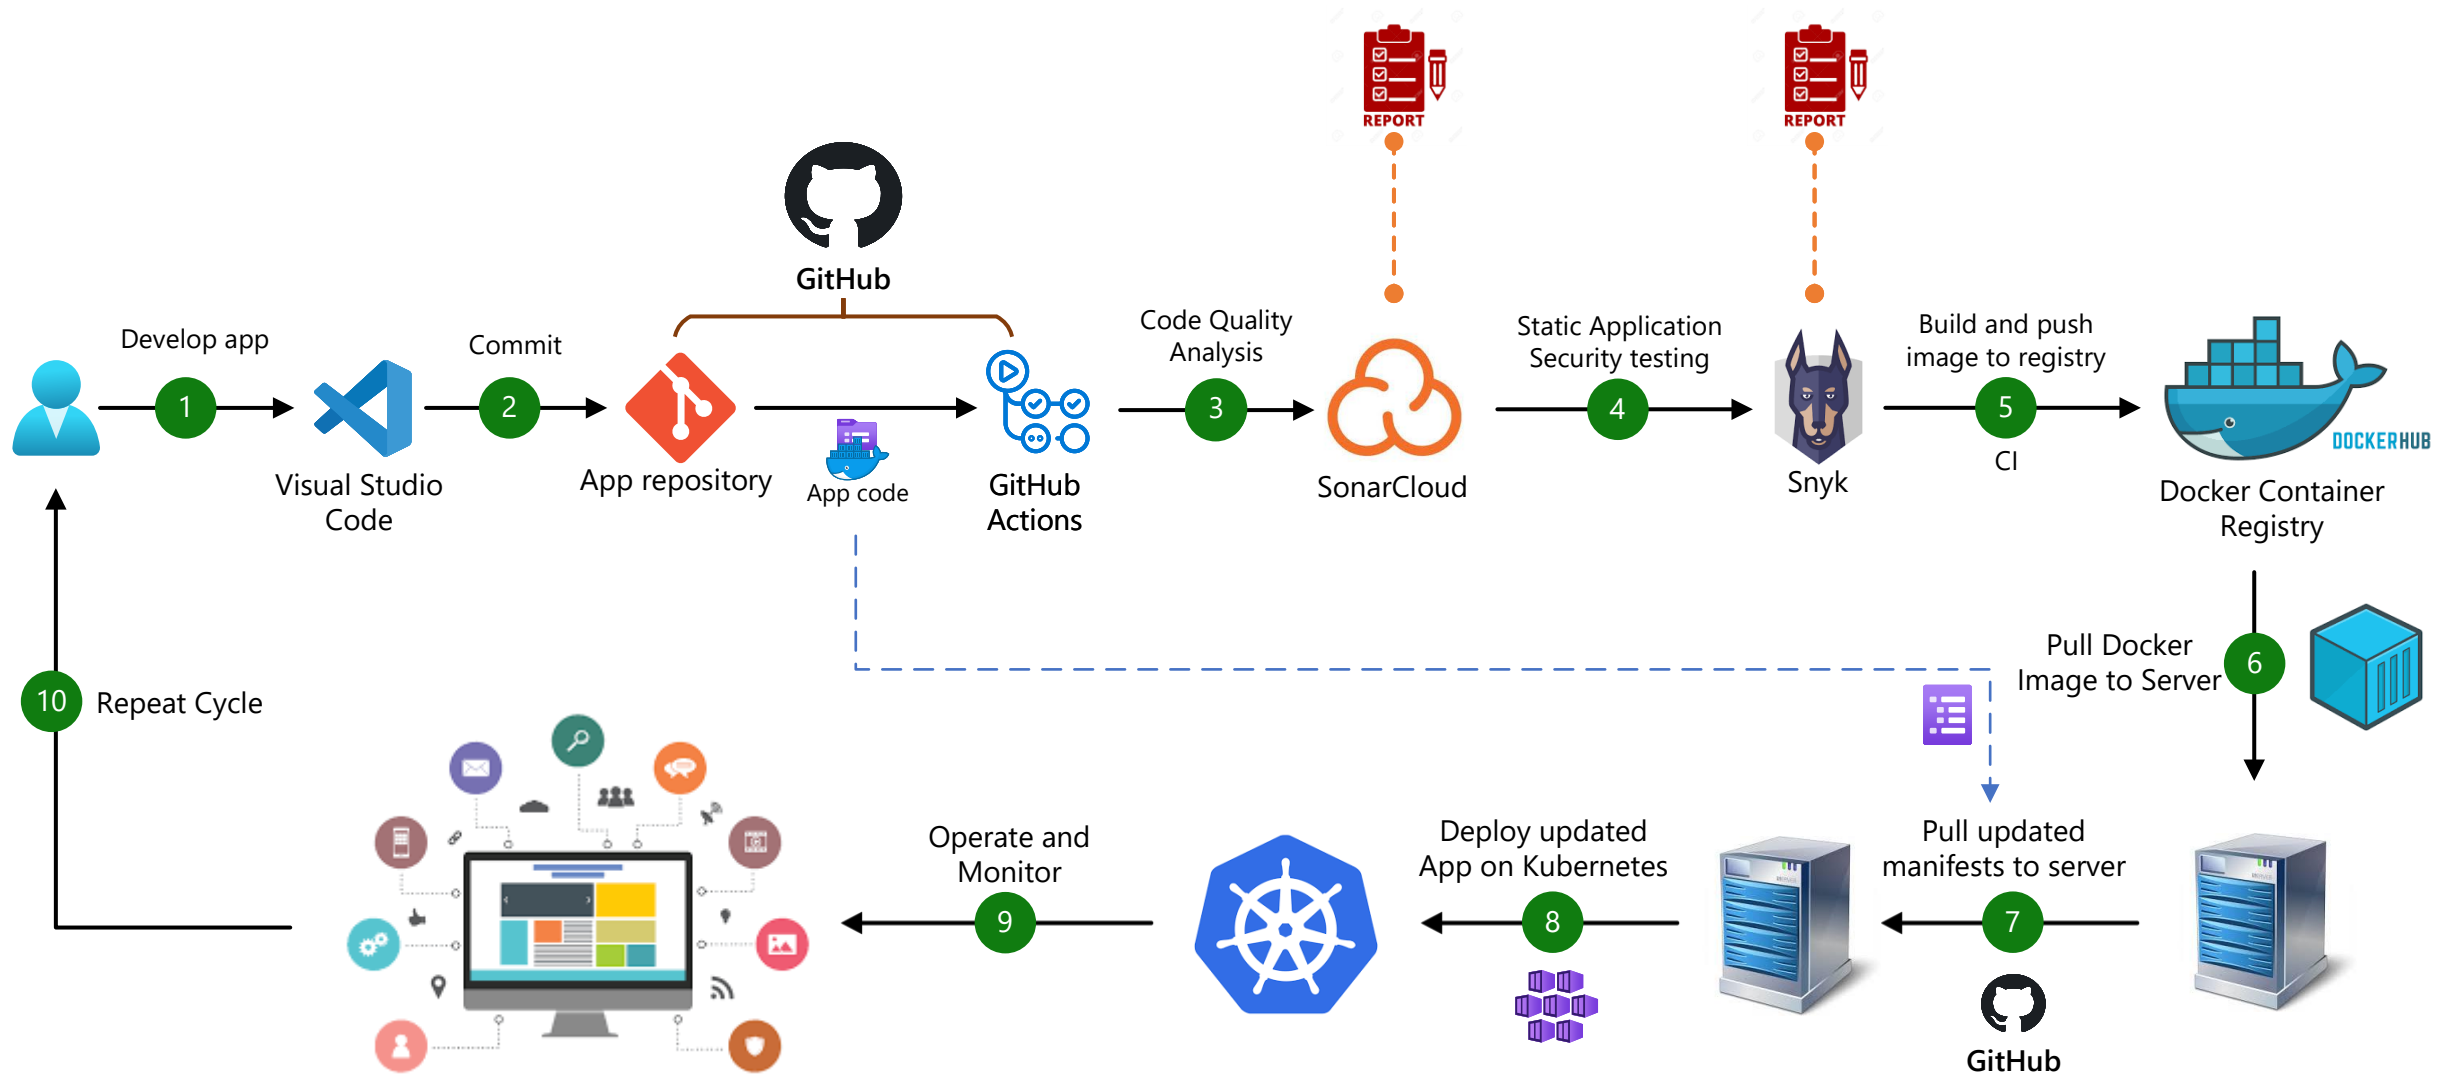 REPORT
REPORT
GitHub
Develop app
1
Commit
2
Code Quality
Analysis
3
Static Application
Security testing
4
Build and push
image to registry
5
CI
DOCKERHUB
Visual Studio
Code
App repository
App code
GitHub
Actions
SonarCloud
Snyk
Docker Container
Registry
Pull Docker
Image to Server
6
10
Repeat Cycle
Operate and
Monitor
9
Deploy updated
App on Kubernetes
8
Pull updated
manifests to server
7
GitHub